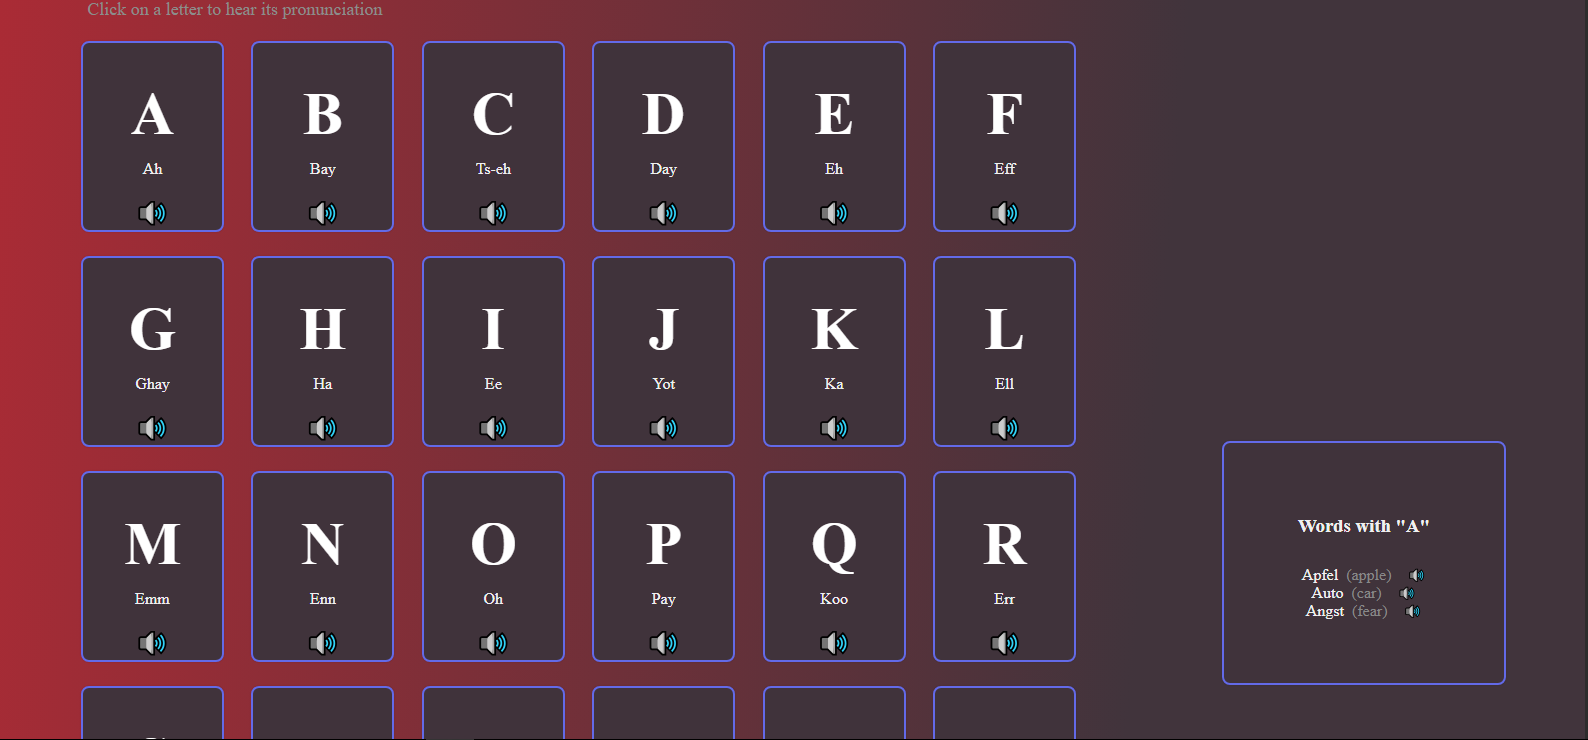 Click on a letter to hear its pronunciation
A B C D E F
Ah Bay Ts-eh Day Eh Eff
G H I J K L
Ghay Ha Ee Yot Ka Ell
M N O P Q R
Emm Enn Oh Pay Koo Err
Words with "A"
Apfel (apple)
Auto (car)
Angst (fear)